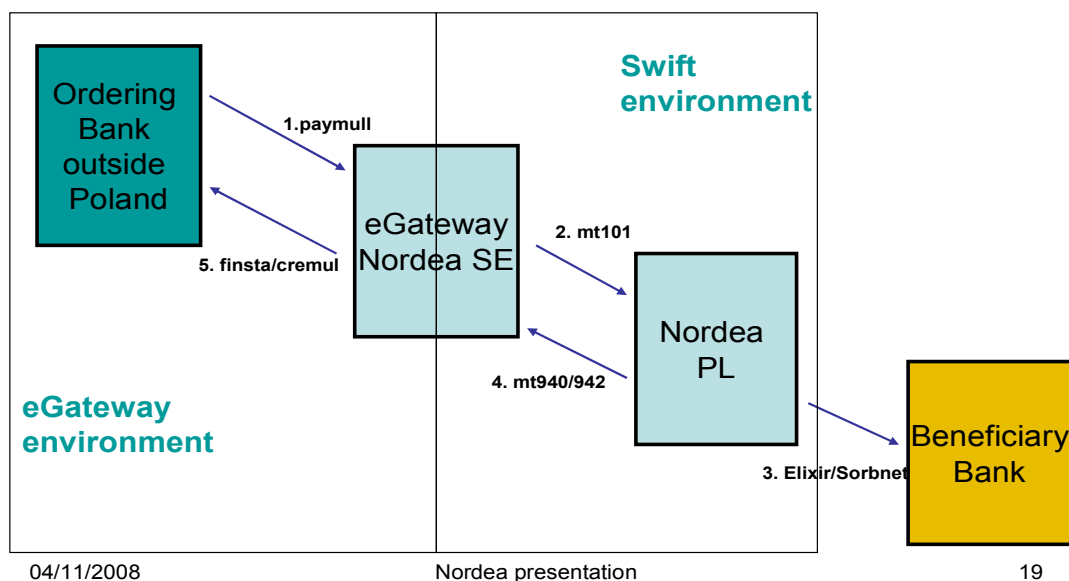 Ordering
Bank
outside
Poland
1.paymull
Swift
environment
eGateway
Nordea SE
5. finsta/cremul
2. mt101
Nordea
PL
4. mt940/942
eGateway
environment
3. Elixir/Sorbnet
Beneficiary
Bank
04/11/2008
Nordea presentation
19